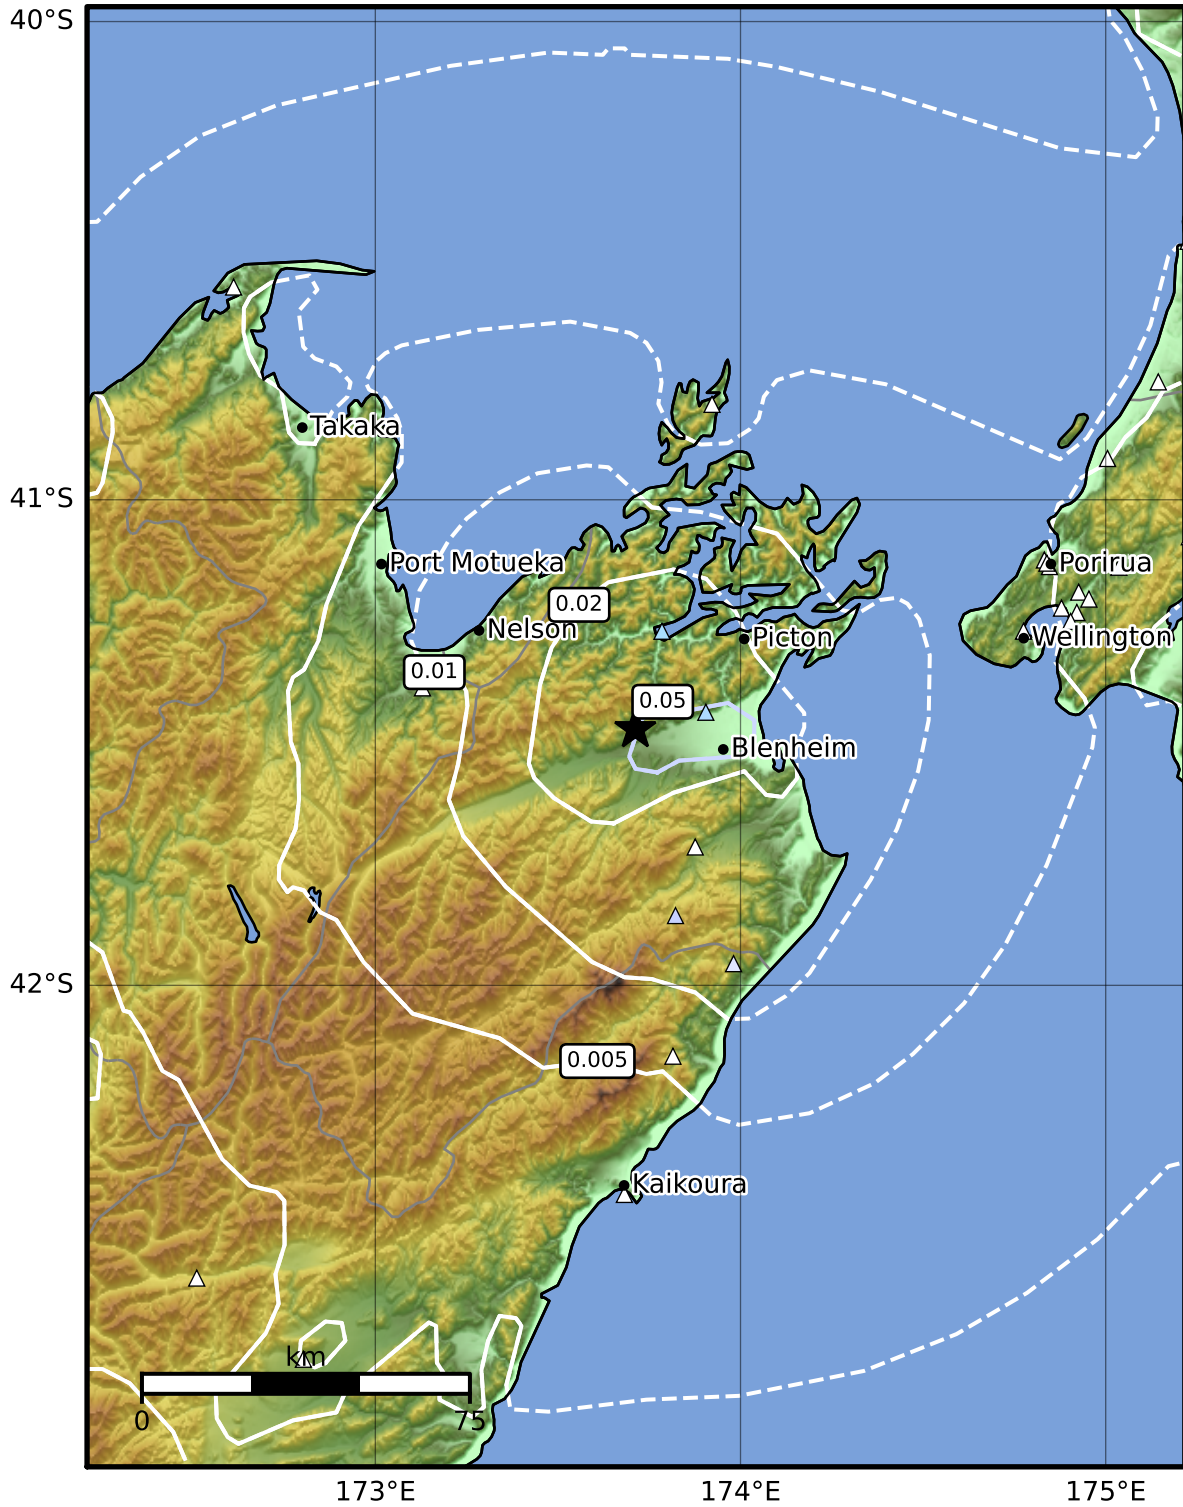 40°S
Takaka
41°S
Port Motueka
Porirua
0.02
Nelson
Picton
Wellington
0.01
0.05
Blenheim
42°S
0.005
Kaikoura
km
0
75
173°E
174°E
175°E